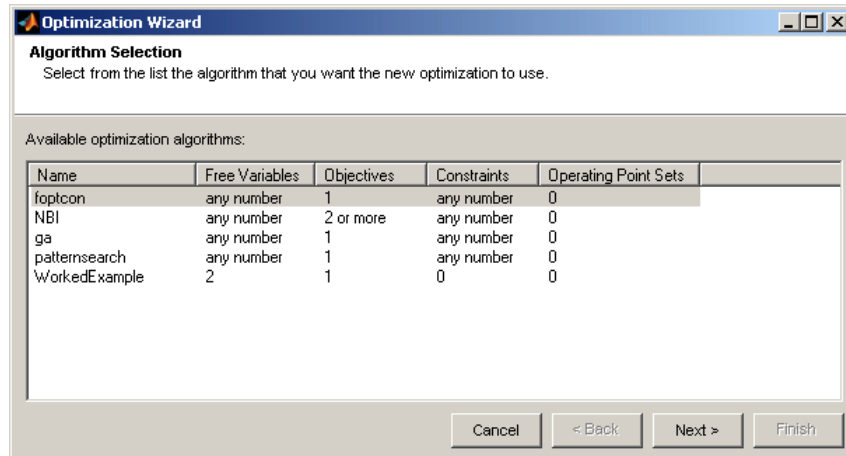 Optimization Wizard
Algorithm Selection
Select from the list the algorithm that you want the new optimization to use.
Available optimization algorithms:
Name Free Variables Objectives Constraints Operating Point Sets
foptcon any number 1 any number 0
NBI any number 2 or more any number 0
ga any number 1 any number 0
patternsearch any number 1 any number 0
WorkedExample 2 1 0 0
Cancel < Back Next > Finish